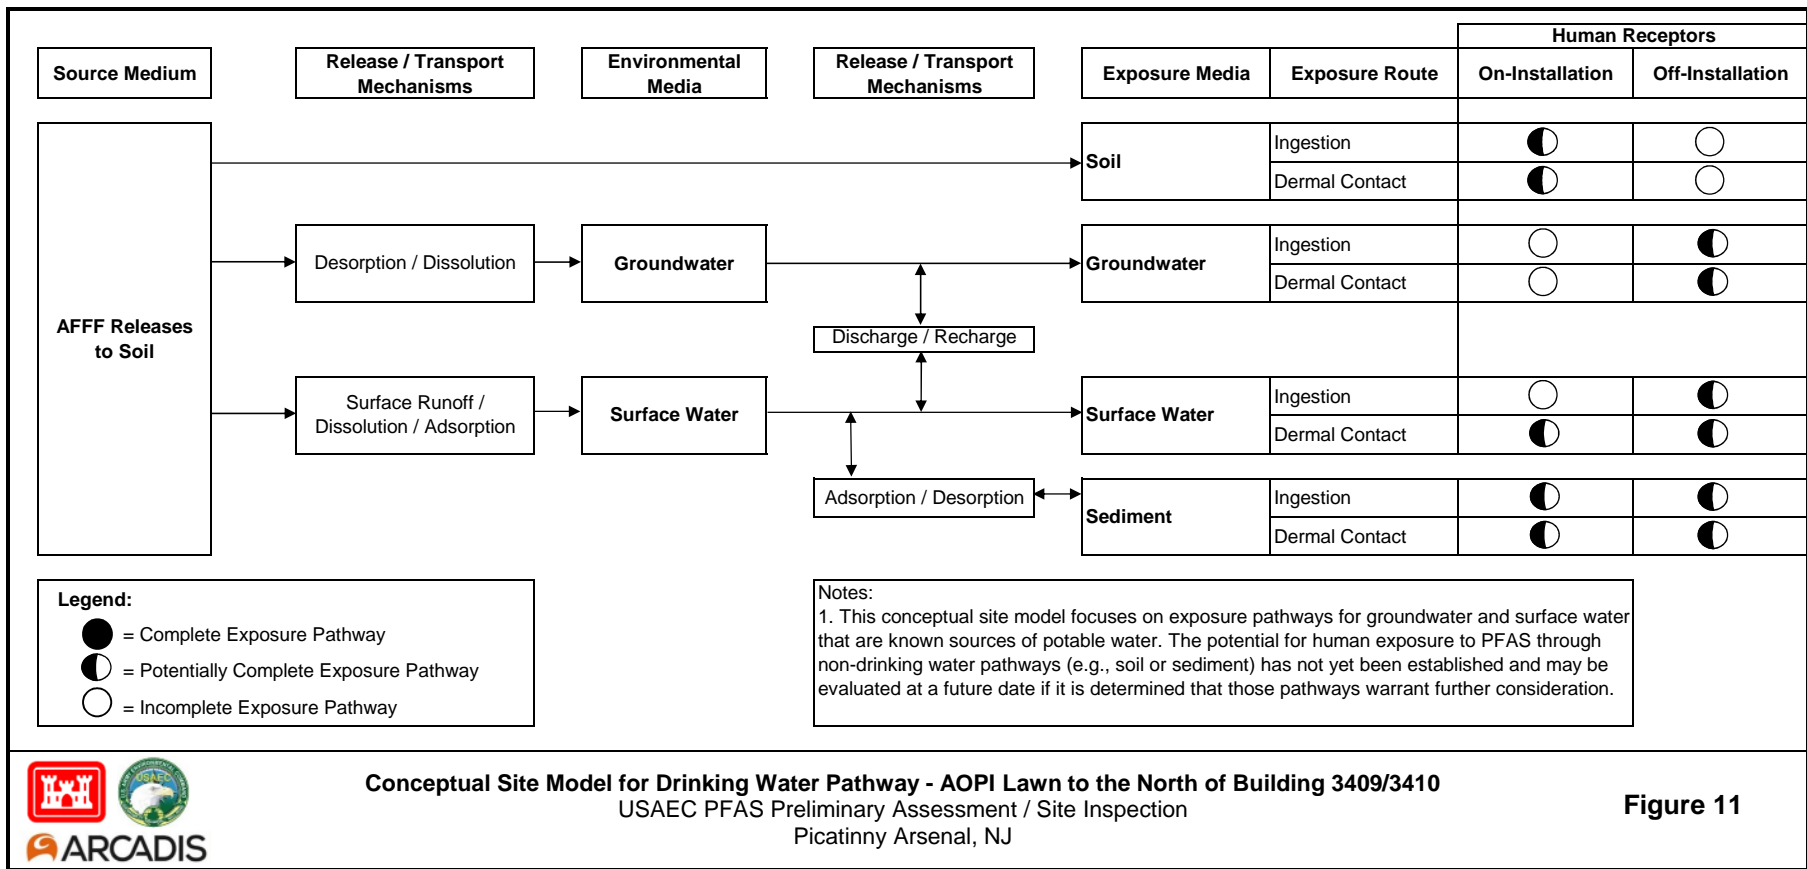 Human Receptors
Source Medium
Release / Transport
Mechanisms
Environmental
Media
Release / Transport
Mechanisms
Exposure Media
Exposure Route
On-Installation
Off-Installation
AFFF Releases
to Soil
Soil
Ingestion
Dermal Contact
Desorption / Dissolution
Groundwater
Groundwater
Ingestion
Dermal Contact
Discharge / Recharge
Surface Runoff /
Dissolution / Adsorption
Surface Water
Surface Water
Ingestion
Dermal Contact
Adsorption / Desorption
Sediment
Ingestion
Dermal Contact
Legend:
= Complete Exposure Pathway
= Potentially Complete Exposure Pathway
= Incomplete Exposure Pathway
Notes:
1. This conceptual site model focuses on exposure pathways for groundwater and surface water
that are known sources of potable water. The potential for human exposure to PFAS through
non-drinking water pathways (e.g., soil or sediment) has not yet been established and may be
evaluated at a future date if it is determined that those pathways warrant further consideration.
USAEC
ARCADIS
Conceptual Site Model for Drinking Water Pathway - AOPI Lawn to the North of Building 3409/3410
USAEC PFAS Preliminary Assessment / Site Inspection
Picatinny Arsenal, NJ
Figure 11